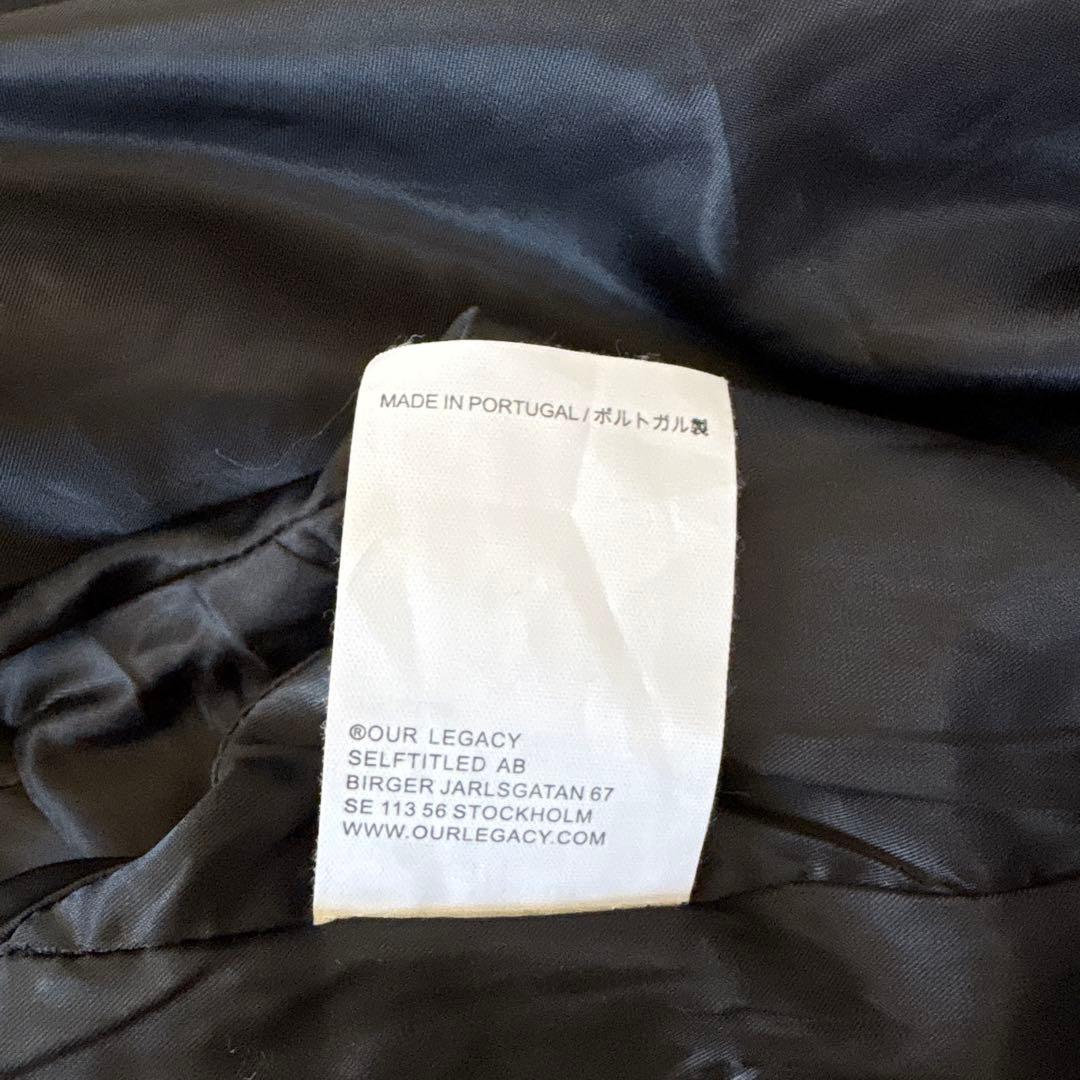 MADE IN PORTUGAL / ポルトガル製
®OUR LEGACY
SELFTITLED AB
BIRGER JARLSGATAN 67
SE 113 56 STOCKHOLM
WWW.OURLEGACY.COM